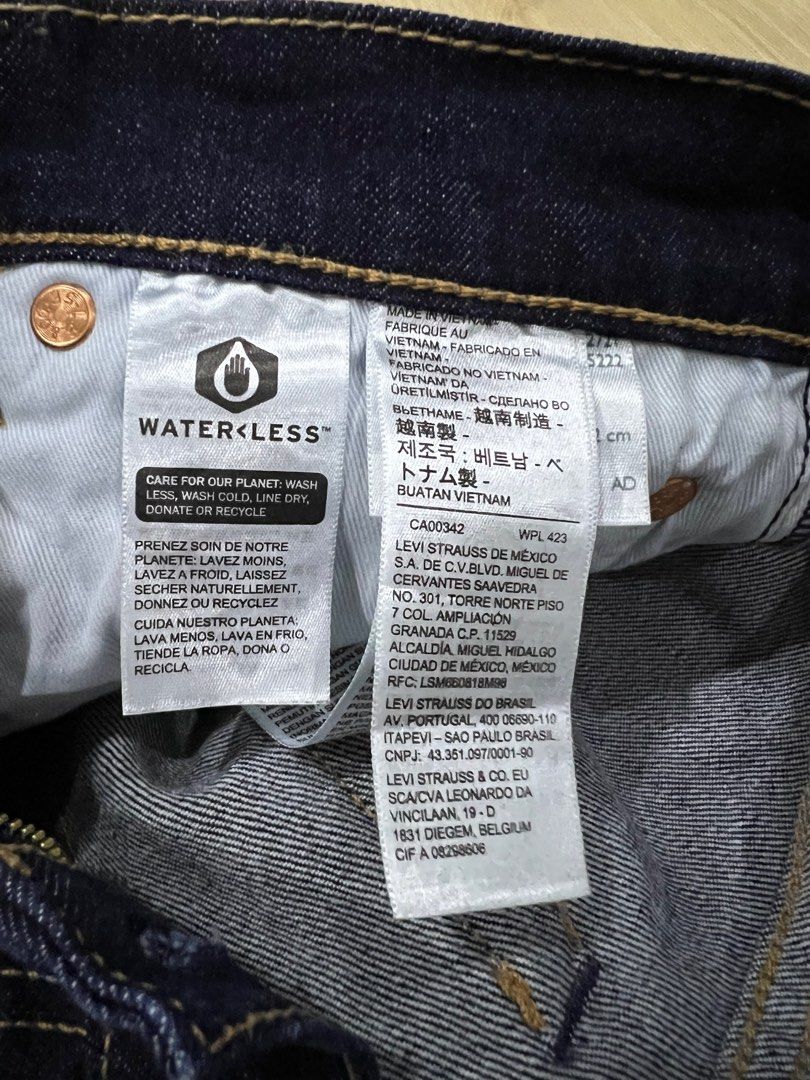 WATER<LESS™
CARE FOR OUR PLANET: WASH
LESS, WASH COLD, LINE DRY,
DONATE OR RECYCLE
PRENEZ SOIN DE NOTRE
PLANETE: LAVEZ MOINS,
LAVEZ A FROID, LAISSEZ
SECHER NATURELLEMENT,
DONNEZ OU RECYCLEZ
CUIDA NUESTRO PLANETA:
LAVA MENOS, LAVA EN FRIO,
TIENDE LA ROPA, DONA O
RECICLA.
MADE IN VIETNAM -
FABRIQUE AU
VIETNAM - FABRICADO EN
VIETNAM -
FABRICADO NO VIETNAM -
VIETNAM' DA
ÜRETİLMİŞTİR - СДЕЛАНО ВО
ВЬЕТНАМЕ - 越南制造 -
越南製 -
제조국 : 베트남 - ベ
トナム製 -
BUATAN VIETNAM
CA00342 WPL 423
LEVI STRAUSS DE MÉXICO
S.A. DE C.V.BLVD. MIGUEL DE
CERVANTES SAAVEDRA
NO. 301, TORRE NORTE PISO
7 COL. AMPLIACIÓN
GRANADA C.P. 11529
ALCALDÍA, MIGUEL HIDALGO
CIUDAD DE MÉXICO, MÉXICO
RFC: LSM660818M98
LEVI STRAUSS DO BRASIL
AV. PORTUGAL, 400 06690-110
ITAPEVI – SAO PAULO BRASIL
CNPJ: 43.351.097/0001-90
LEVI STRAUSS & CO. EU
SCA/CVA LEONARDO DA
VINCILAAN, 19 - D
1831 DIEGEM, BELGIUM
CIF A 08298606
5222
cm
AD